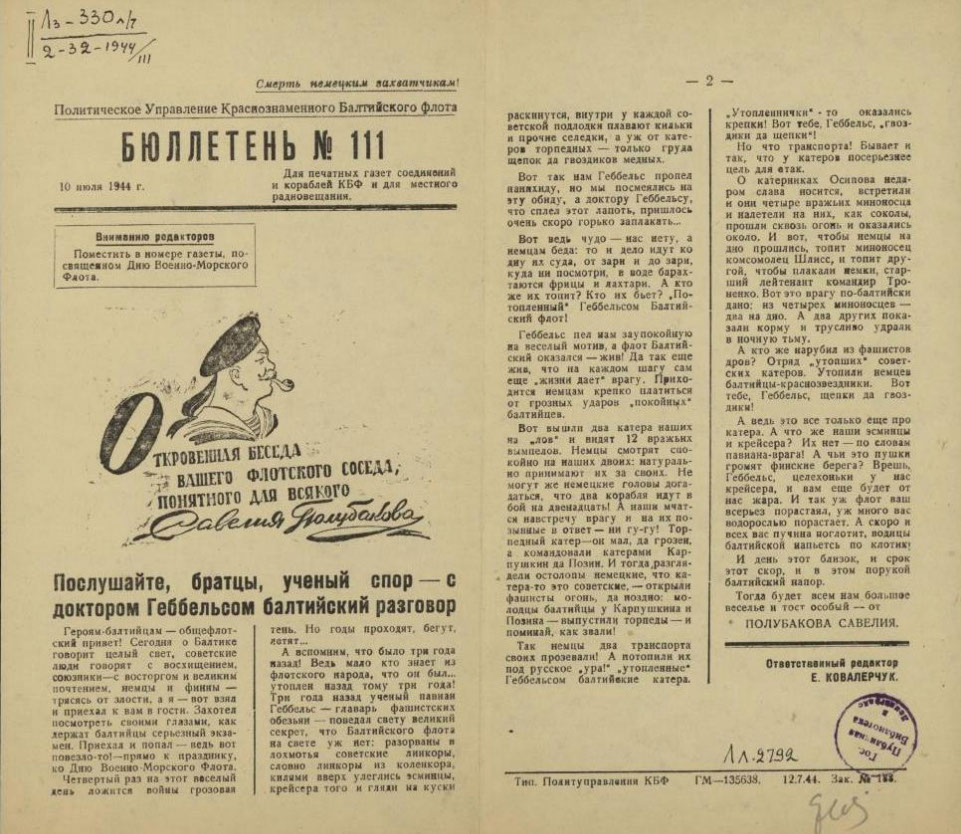 Лз-330 л/7
2-32-1944/III
Смерть немецким захватчикам!
Политическое Управление Краснознаменного Балтийского флота
БЮЛЛЕТЕНЬ № 111
10 июля 1944 г.
Для печатных газет соединений
и кораблей КБФ и для местного
радиовещания.
Вниманию редакторов
Поместить в номере газеты, по-
священном Дню Военно-Морского
Флота.
ОТКРОВЕННАЯ БЕСЕДА
ВАШЕГО ФЛОТСКОГО СОСЕДА,
ПОНЯТНОГО ДЛЯ ВСЯКОГО
Савелия Полубакова
Послушайте, братцы, ученый спор — с
доктором Геббельсом балтийский разговор
Героям-балтийцам — общефлот-
ский привет! Сегодня о Балтике
говорит целый свет, советские
люди говорят с восхищением,
союзники—с восторгом и великим
почтением, немцы и финны —
трясясь от злости, а я — вот взял
и приехал к вам в гости. Захотел
посмотреть своими глазами, как
держат балтийцы серьезный экза-
мен. Приехал и попал — ведь вот
повезло-то!—прямо к празднику,
ко Дню Военно-Морского Флота.
Четвертый раз на этот веселый
день ложится войны грозовая
тень. Но годы проходят, бегут,
летят...
А вспомним, что было три года
назад! Ведь мало кто знает из
флотского народа, что он был...
утоплен назад тому три года!
Три года назад ученый павиан
Геббельс — главарь фашистских
обезьян — поведал свету великий
секрет, что Балтийского флота
на свете уж нет: разорваны в
лохмотья советские линкоры,
словно линкоры из коленкора,
килями вверх улеглись эсминцы,
крейсера того и гляди на куски
— 2 —
раскинутся, внутри у каждой со-
ветской подлодки плавают кильки
и прочие селедки, а уж от кате-
ров торпедных — только груда
щепок да гвоздиков медных.
Вот так нам Геббельс пропел
панихиду, но мы посмеялись на
эту обиду, а доктору Геббельсу,
что сплел этот лапоть, пришлось
очень скоро горько заплакать...
Вот ведь чудо — нас нету, а
немцам беда: то и дело идут ко
дну их суда, от зари и до зари,
куда ни посмотри, в воде барах-
таются фрицы и лахтари. А кто
же их топит? Кто их бьет? „По-
топленный" Геббельсом Балтий-
ский флот!
Геббельс пел нам заупокойную
на веселый мотив, а флот Балтий-
ский оказался — жив! Да так еще
жив, что на каждом шагу сам
еще „жизни дает" врагу. Прихо-
дится немцам крепко платиться
от грозных ударов „покойных"
балтийцев.
Вот вышли два катера наших
на „лов" и видят 12 вражьих
вымпелов. Немцы смотрят спо-
койно на наших двоих: натураль-
но принимают их за своих. Не
могут же немецкие головы дога-
даться, что два корабля идут в
бой на двенадцать! А наши мчат-
ся навстречу врагу и на их по-
зывные в ответ — ни гу-гу! Тор-
педный катер—он мал, да грозен,
а командовали катерами Кар-
пушкин да Позин. И тогда разгля-
дели остолопы немецкие, что ка-
тера-то это советские, — открыли
фашисты огонь, да поздно: мо-
лодцы балтийцы у Карпушкина и
Позина — выпустили торпеды — и
поминай, как звали!
Так немцы два транспорта
своих прозевали! А потопили их
под русское „ура!" „утопленные"
Геббельсом балтийские катера.
„Утопленнички" - то оказались
крепки! Вот тебе, Геббельс, „гвоз-
дики да щепки"!
Но что транспорта! Бывает и
так, что у катеров посерьезнее
цель для атак.
О катерниках Осипова неда-
ром слава носится, встретили
и они четыре вражьих миноносца
и налетели на них, как соколы,
прошли сквозь огонь и оказались
около. И вот, чтобы немцы на
дно прошлись, топит миноносец
комсомолец Шлисс, и топит дру-
гой, чтобы плакали немки, стар-
ший лейтенант командир Тро-
ненко. Вот это врагу по-балтийски
дано: из четырех миноносцев —
два на дно. А два других пока-
зали корму и трусливо удрали
в ночную тьму.
А кто же нарубил из фашистов
дров? Отряд „утопших" совет-
ских катеров. Утопили немцев
балтийцы-краснозвездники. Вот
тебе, Геббельс, щепки да гвоз-
дики!
А ведь это все только еще про
катера. А что же наши эсминцы
и крейсера? Их нет — по словам
павиана-врага! А чьи это пушки
громят финские берега? Врешь,
Геббельс, целехоньки у нас
крейсера, и вам еще будет от
нас жара. И так уж флот ваш
всерьез порастаял, уж много вас
водорослью порастает. А скоро и
всех вас пучина поглотит, водицы
балтийской напьетсь по клотик!
И день этот близок, и срок
этот скор, и в этом порукой
балтийский напор.
Тогда будет всем нам большое
веселье и тост особый — от
ПОЛУБАКОВА САВЕЛИЯ.
Ответственный редактор
Е. КОВАЛЕРЧУК.
Гос.
Публичная
Библиотека
в
Ленинграде
Лл.2792
Тип. Политуправления КБФ ГМ—135638. 12.7.44. Зак. №